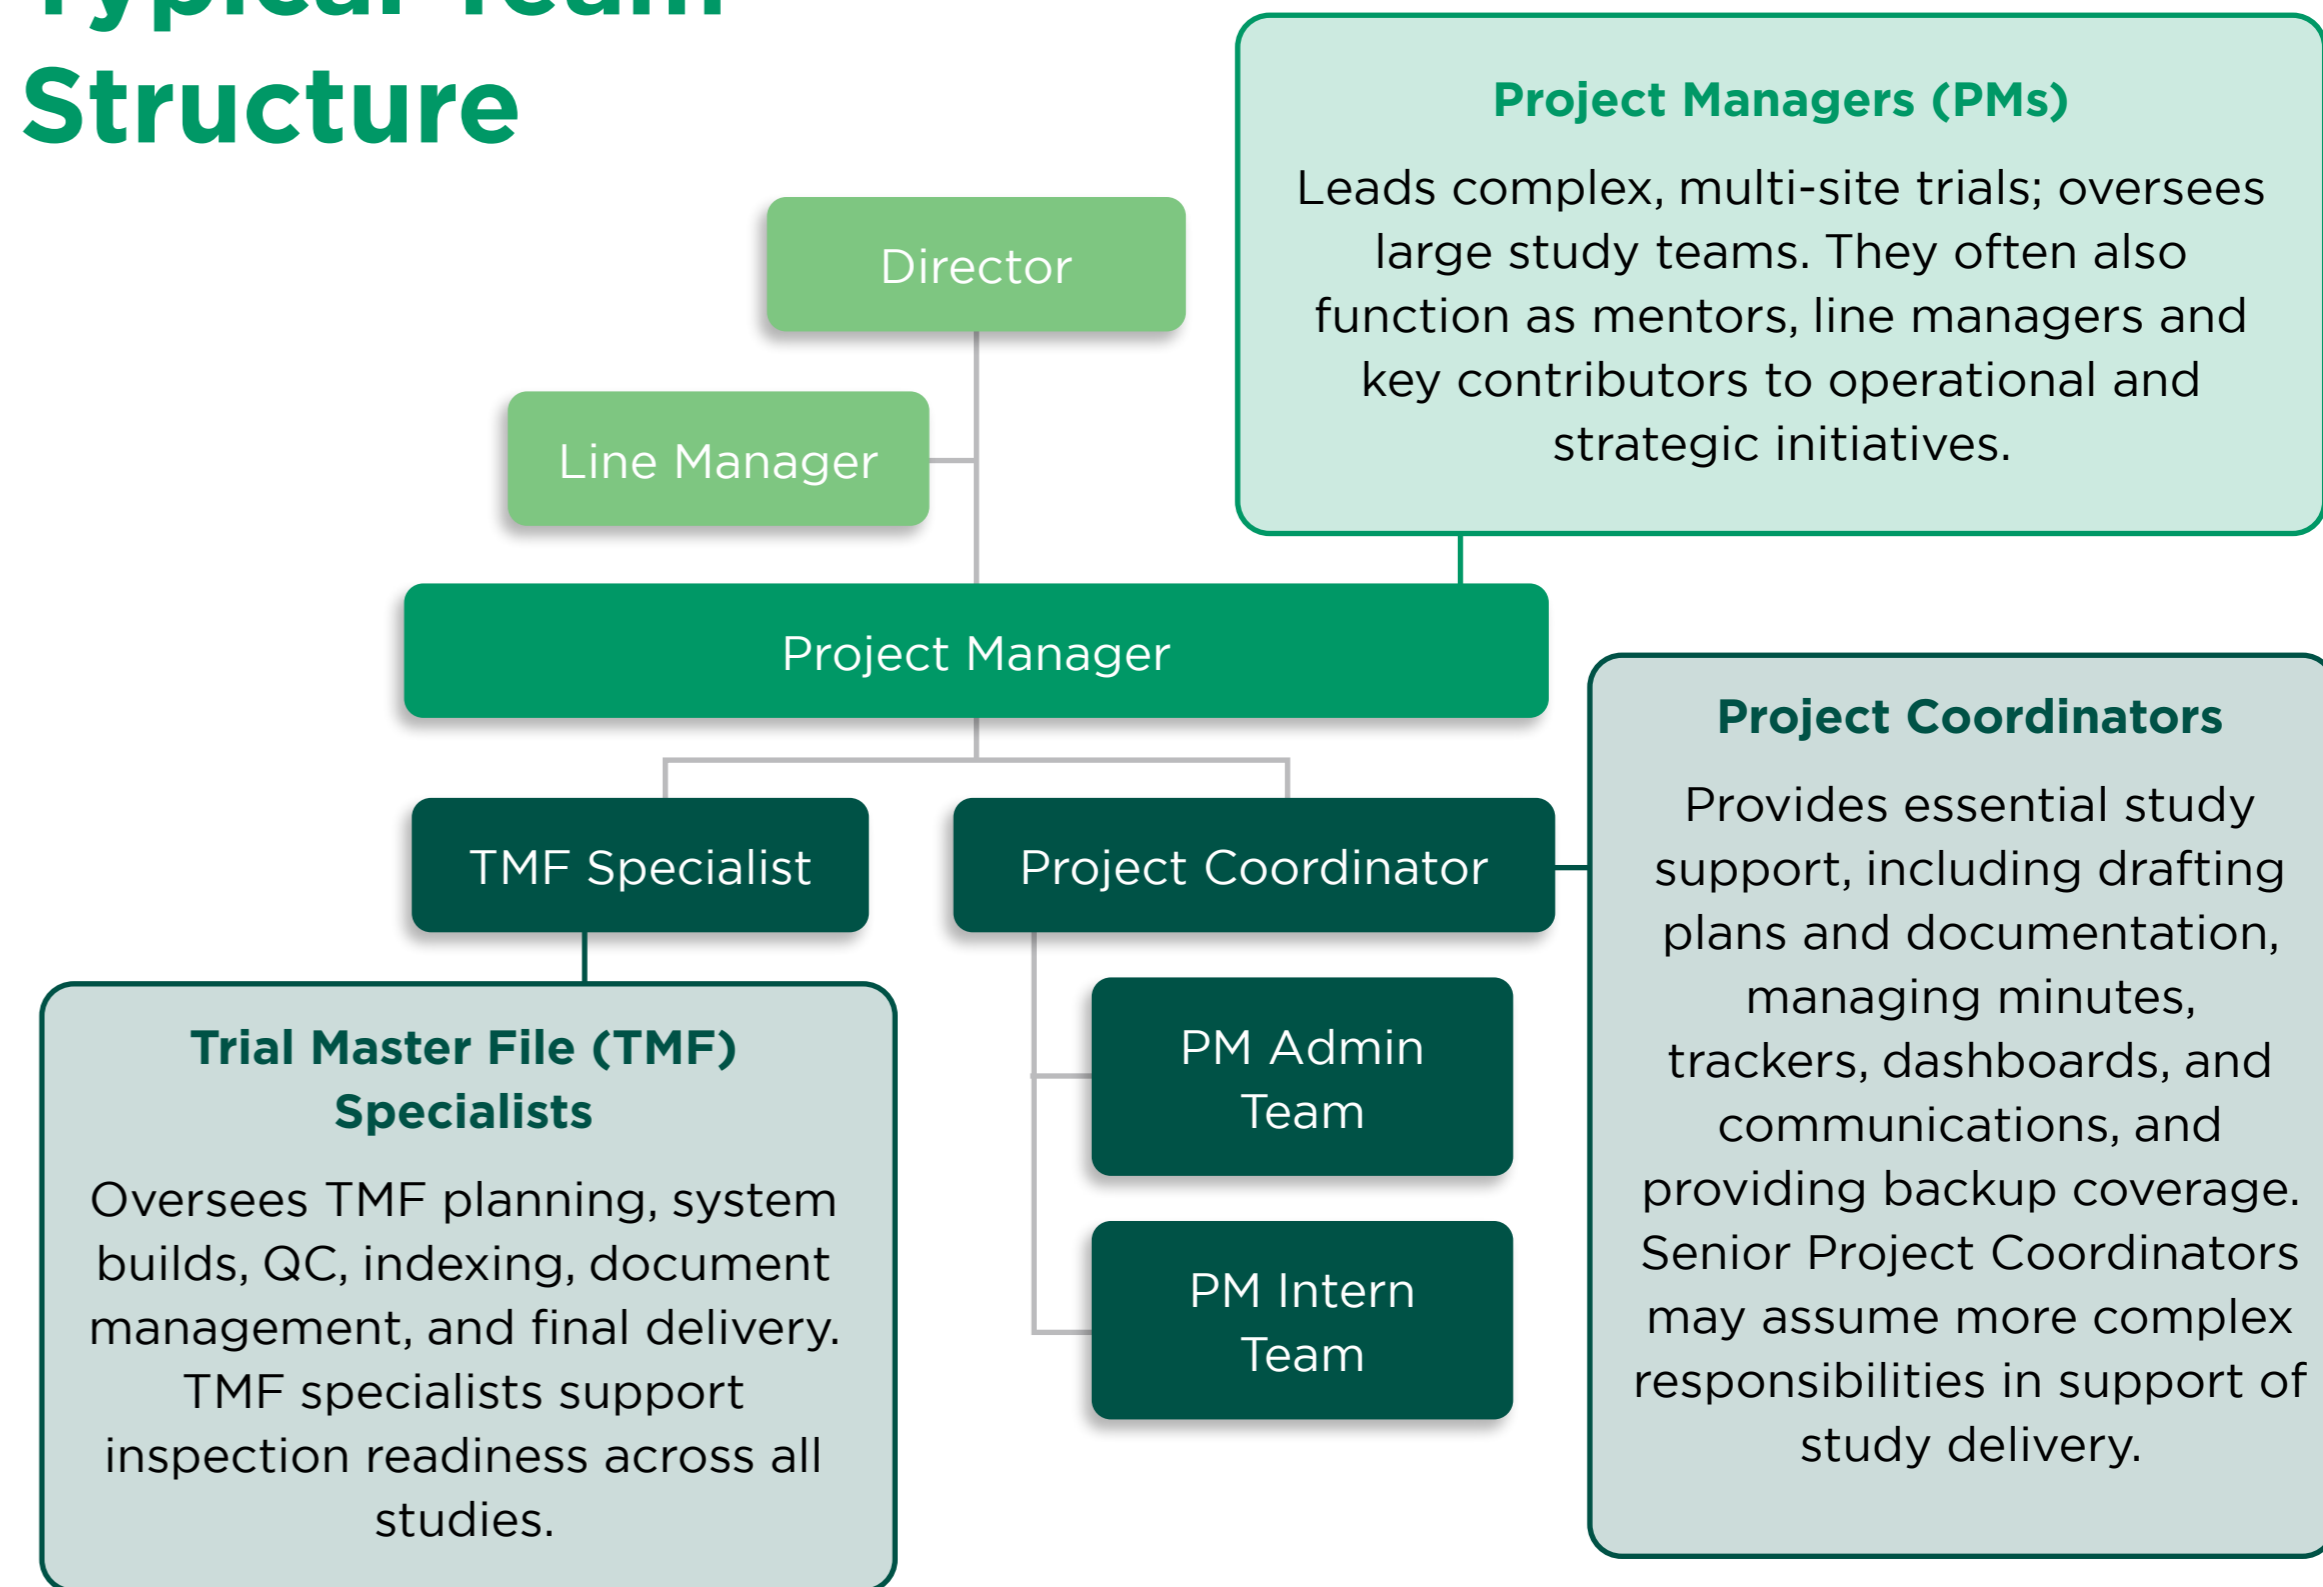 Typical Team
Structure
Project Managers (PMs)
Leads complex, multi-site trials; oversees
large study teams. They often also
function as mentors, line managers and
key contributors to operational and
strategic initiatives.
Director
Line Manager
Project Manager
TMF Specialist
Project Coordinator
PM Admin
Team
PM Intern
Team
Project Coordinators
Provides essential study
support, including drafting
plans and documentation,
managing minutes,
trackers, dashboards, and
communications, and
providing backup coverage.
Senior Project Coordinators
may assume more complex
responsibilities in support of
study delivery.
Trial Master File (TMF)
Specialists
Oversees TMF planning, system
builds, QC, indexing, document
management, and final delivery.
TMF specialists support
inspection readiness across all
studies.